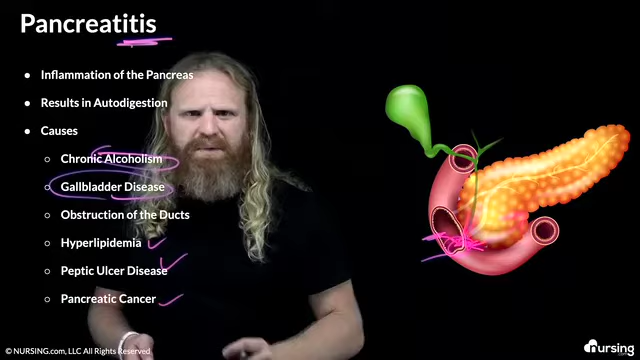 Pancreatitis
• Inflammation of the Pancreas
• Results in Autodigestion
• Causes
○ Chronic Alcoholism
○ Gallbladder Disease
○ Obstruction of the Ducts
○ Hyperlipidemia
○ Peptic Ulcer Disease
○ Pancreatic Cancer
© NURSING.com, LLC All Rights Reserved
nursing